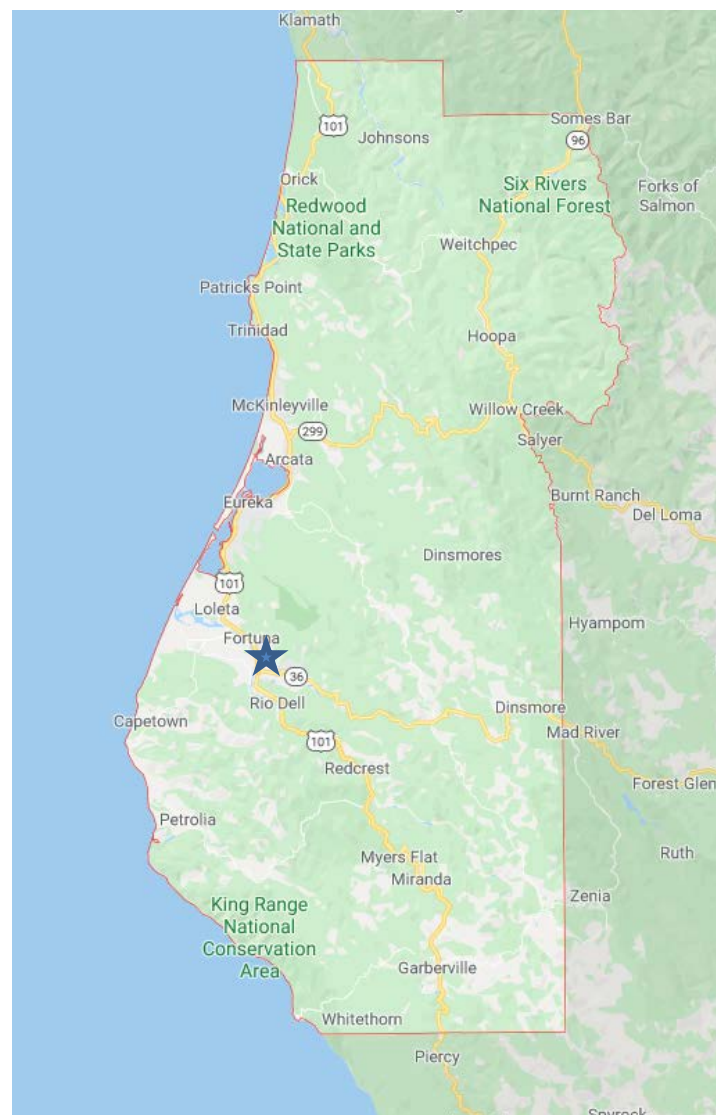 Klamath
Somes Bar
101
96
Johnsons
Orick
Six Rivers
National Forest
Forks of
Salmon
Redwood
National and
State Parks
Weitchpec
Patricks Point
Trinidad
Hoopa
McKinleyville
Willow Creek
299
Salyer
Arcata
Burnt Ranch
Eureka
Del Loma
Dinsmores
101
Loleta
Hyampom
Fortuna
36
Rio Dell
Dinsmore
Capetown
Mad River
101
Redcrest
Forest Glen
Petrolia
Ruth
Myers Flat
Miranda
Zenia
King Range
National
Conservation
Area
Garberville
Whitethorn
Piercy